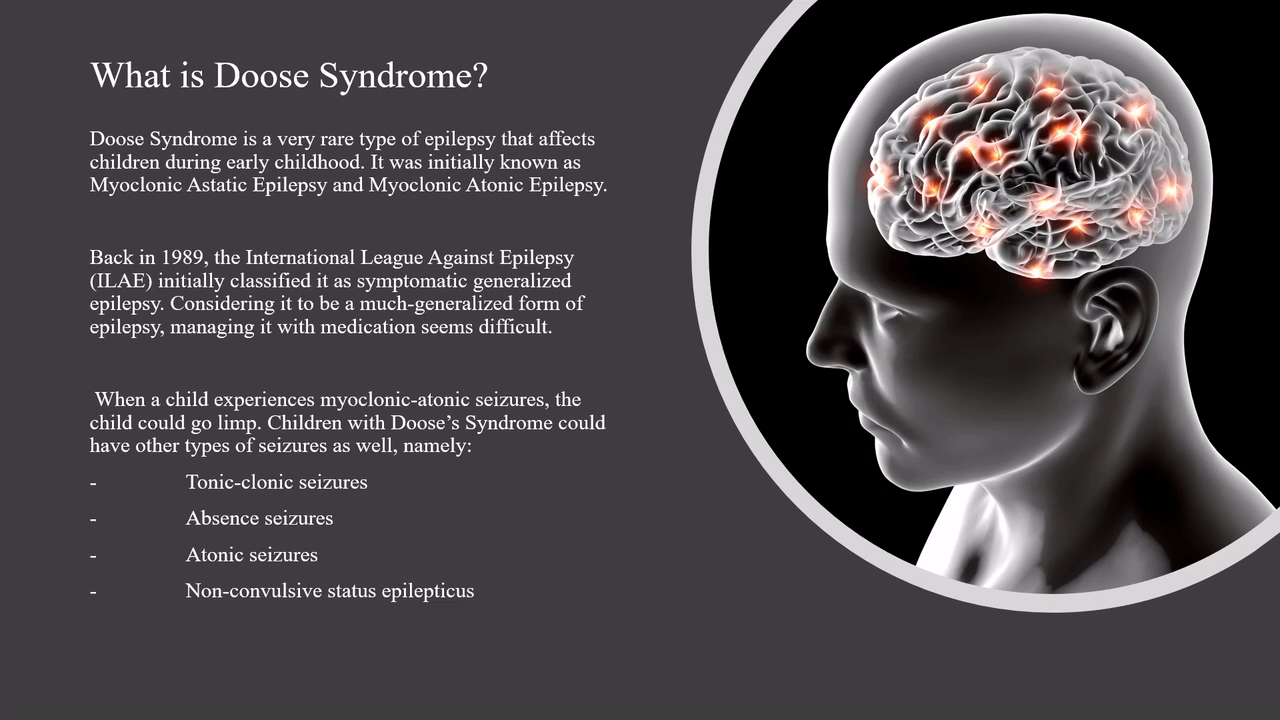 What is Doose Syndrome?
Doose Syndrome is a very rare type of epilepsy that affects
children during early childhood. It was initially known as
Myoclonic Astatic Epilepsy and Myoclonic Atonic Epilepsy.
Back in 1989, the International League Against Epilepsy
(ILAE) initially classified it as symptomatic generalized
epilepsy. Considering it to be a much-generalized form of
epilepsy, managing it with medication seems difficult.
When a child experiences myoclonic-atonic seizures, the
child could go limp. Children with Doose’s Syndrome could
have other types of seizures as well, namely:
- Tonic-clonic seizures
- Absence seizures
- Atonic seizures
- Non-convulsive status epilepticus